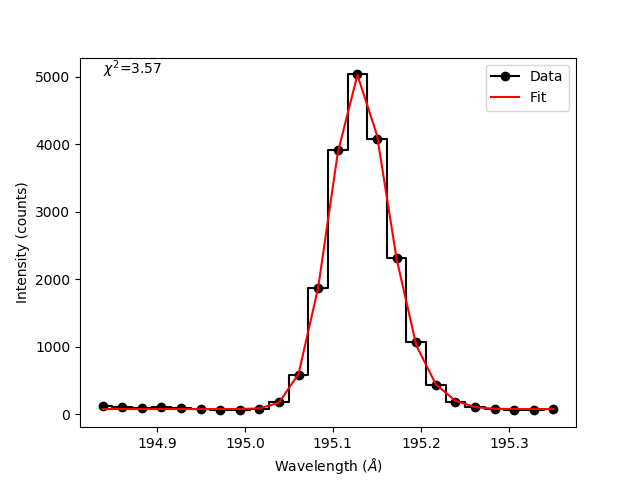 χ²=3.57
Data
Fit
5000
4000
3000
2000
1000
0
Intensity (counts)
194.9 195.0 195.1 195.2 195.3
Wavelength (Å)